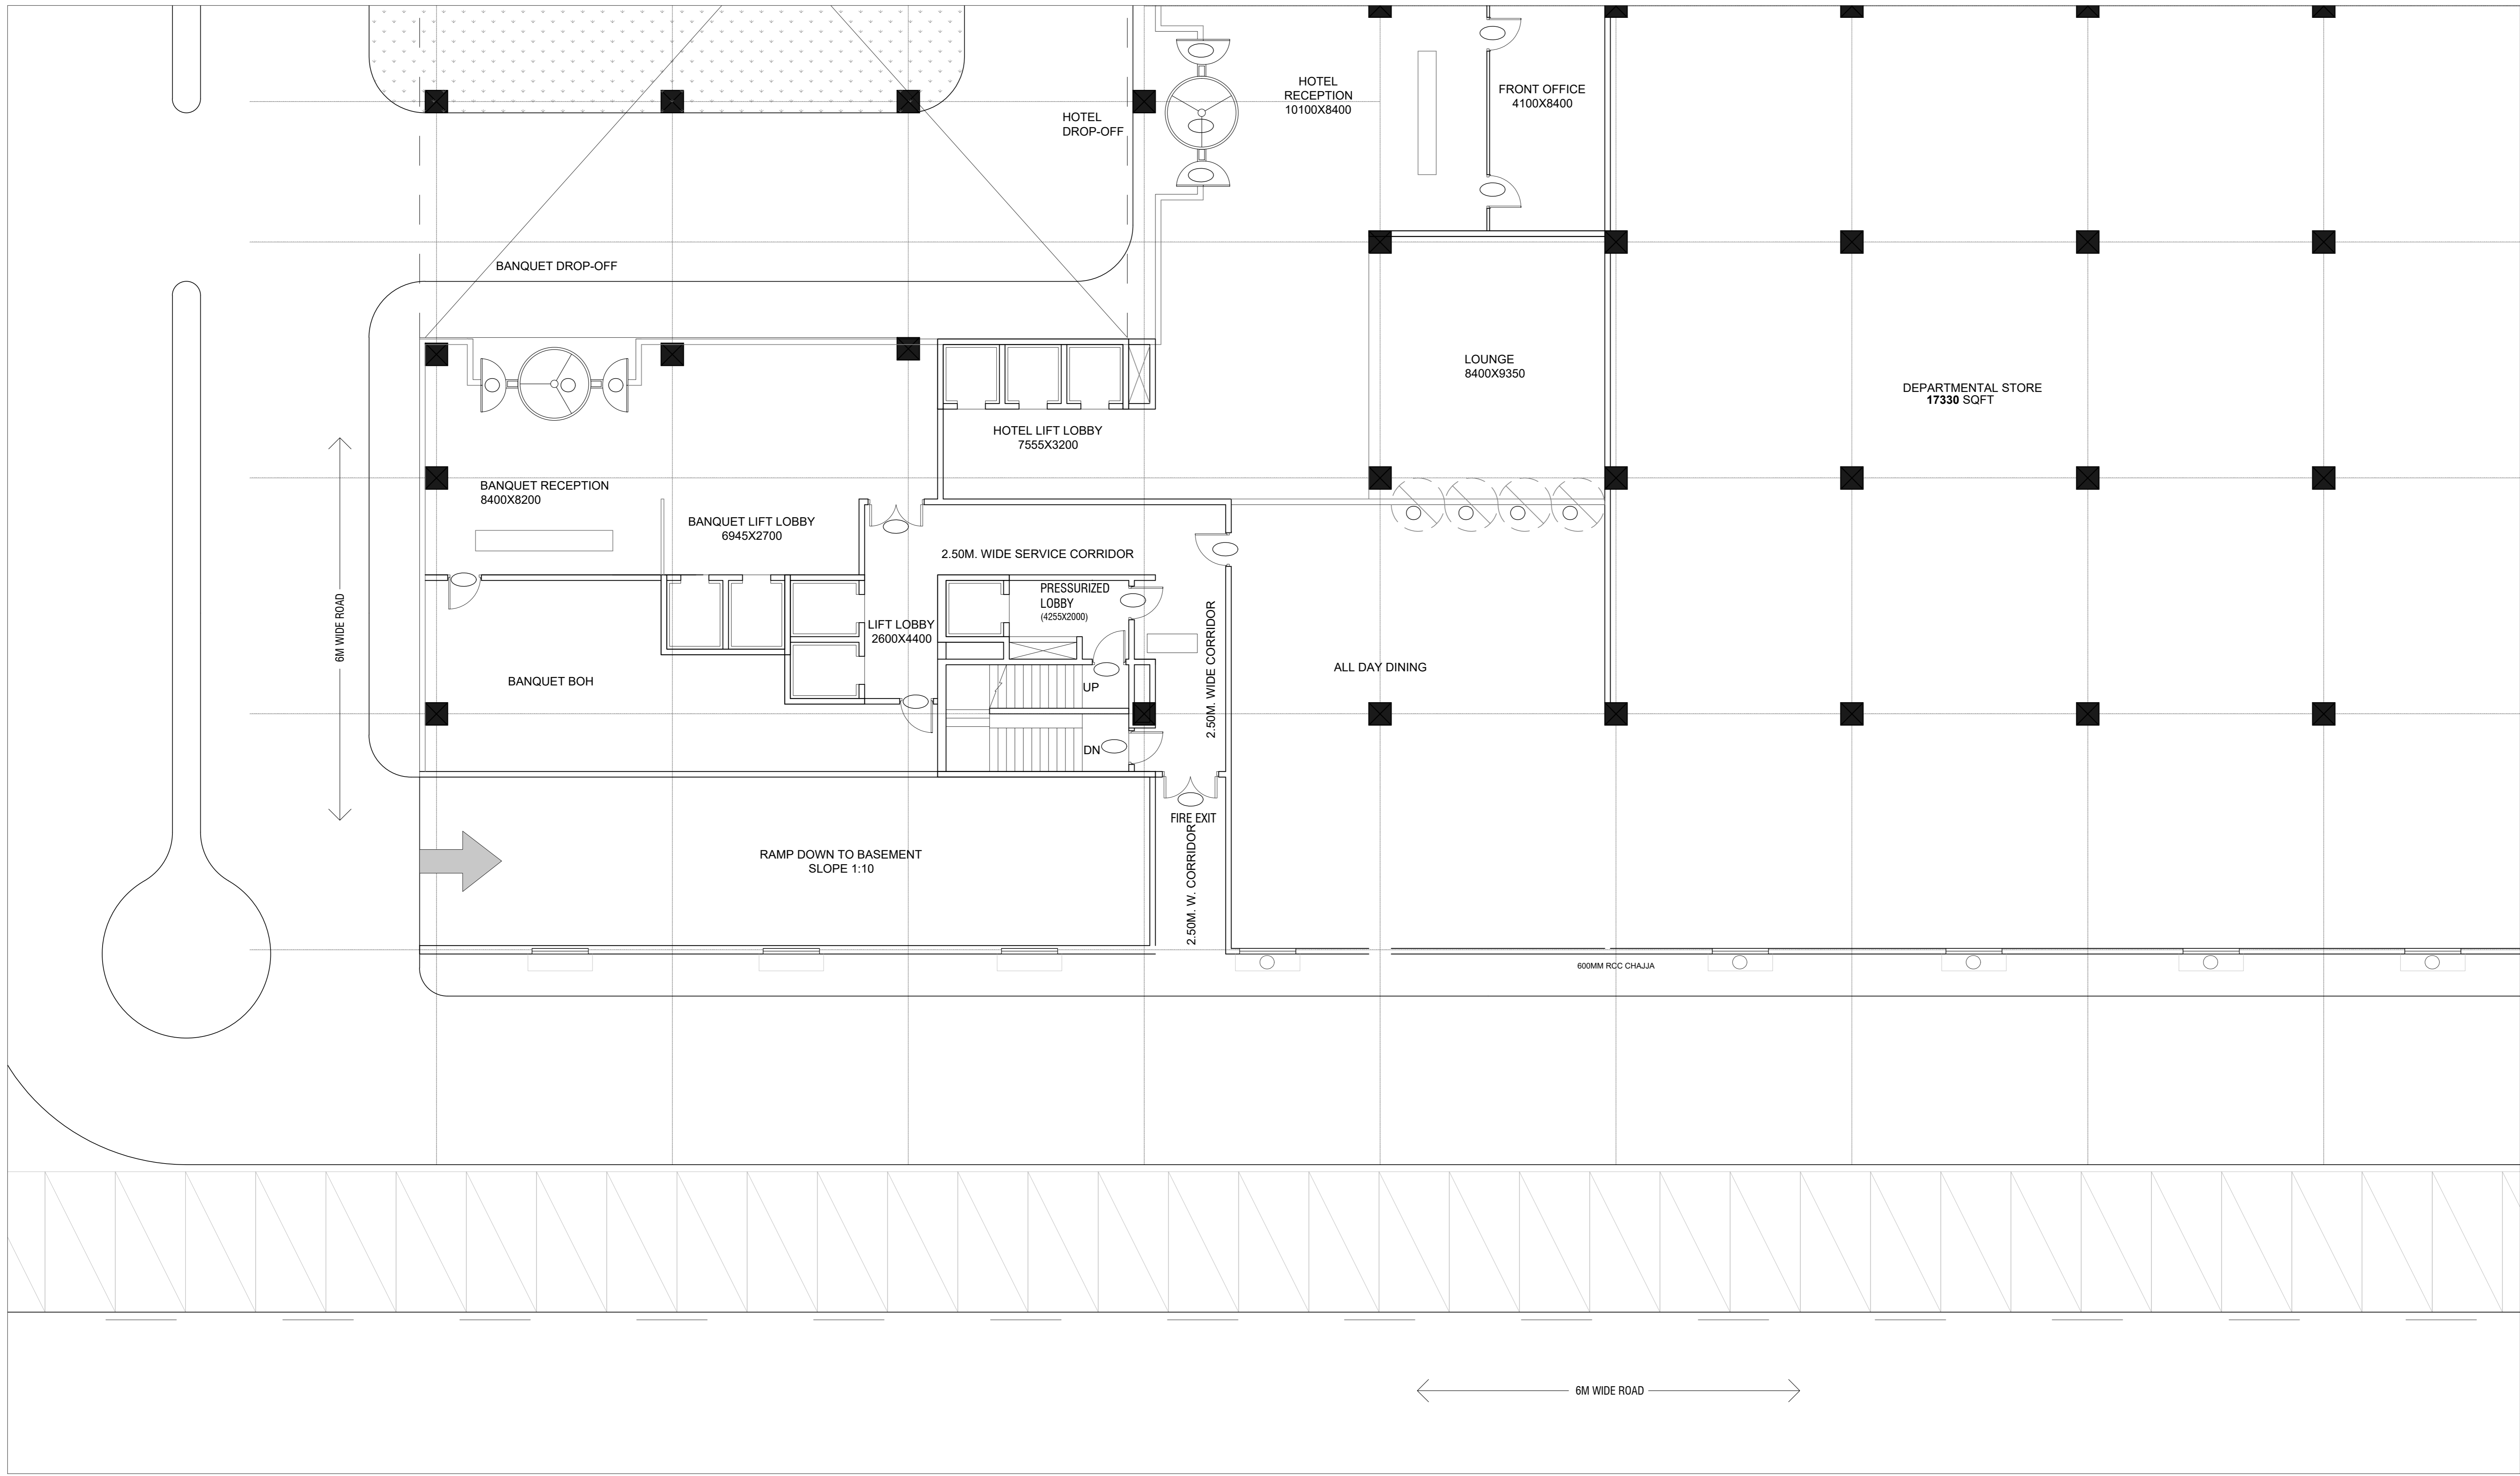 HOTEL
RECEPTION
10100X8400
FRONT OFFICE
4100X8400
HOTEL
DROP-OFF
BANQUET DROP-OFF
LOUNGE
8400X9350
DEPARTMENTAL STORE
17330 SQFT
HOTEL LIFT LOBBY
7555X3200
BANQUET RECEPTION
8400X8200
BANQUET LIFT LOBBY
6945X2700
2.50M. WIDE SERVICE CORRIDOR
PRESSURIZED
LOBBY
(4255X2000)
6M WIDE ROAD
LIFT LOBBY
2600X4400
2.50M. WIDE CORRIDOR
ALL DAY DINING
BANQUET BOH
UP
DN
FIRE EXIT
2.50M. W. CORRIDOR
RAMP DOWN TO BASEMENT
SLOPE 1:10
600MM RCC CHAJJA
6M WIDE ROAD